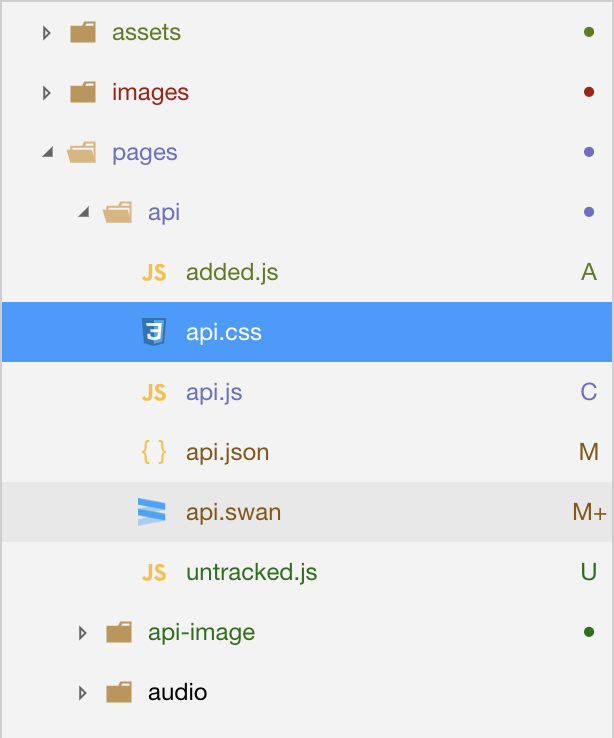 assets
images
pages
api
JS added.js A
3 api.css
JS api.js C
{ } api.json M
api.swan M+
JS untracked.js U
api-image
audio